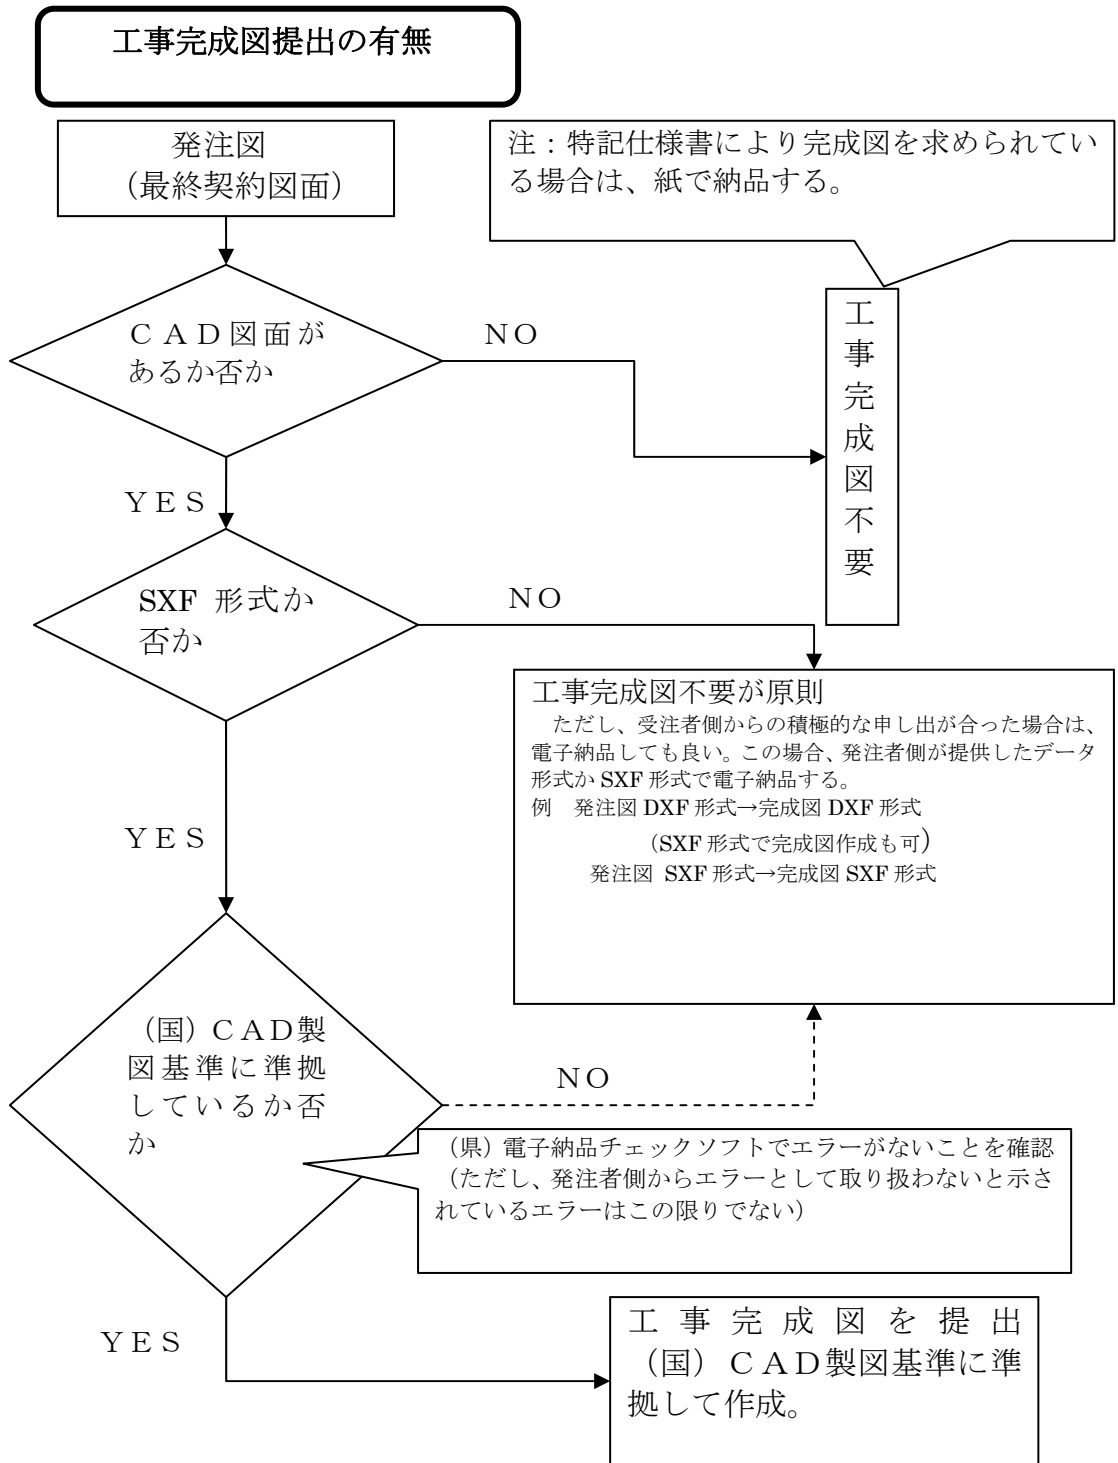 工事完成図提出の有無
発注図
（最終契約図面）
注：特記仕様書により完成図を求められてい
る場合は、紙で納品する。
ＣＡＤ図面が
あるか否か
ＮＯ
工事完成図不要
ＹＥＳ
SXF 形式か
否か
ＮＯ
工事完成図不要が原則
ただし、受注者側からの積極的な申し出が合った場合は、
電子納品しても良い。この場合、発注者側が提供したデータ
形式か SXF 形式で電子納品する。
例　発注図 DXF 形式→完成図 DXF 形式
（SXF 形式で完成図作成も可）
発注図 SXF 形式→完成図 SXF 形式
ＹＥＳ
（国）ＣＡＤ製
図基準に準拠
しているか否
か
ＮＯ
（県）電子納品チェックソフトでエラーがないことを確認
（ただし、発注者側からエラーとして取り扱わないと示さ
れているエラーはこの限りでない）
ＹＥＳ
工事完成図を提出
（国）ＣＡＤ製図基準に準
拠して作成。